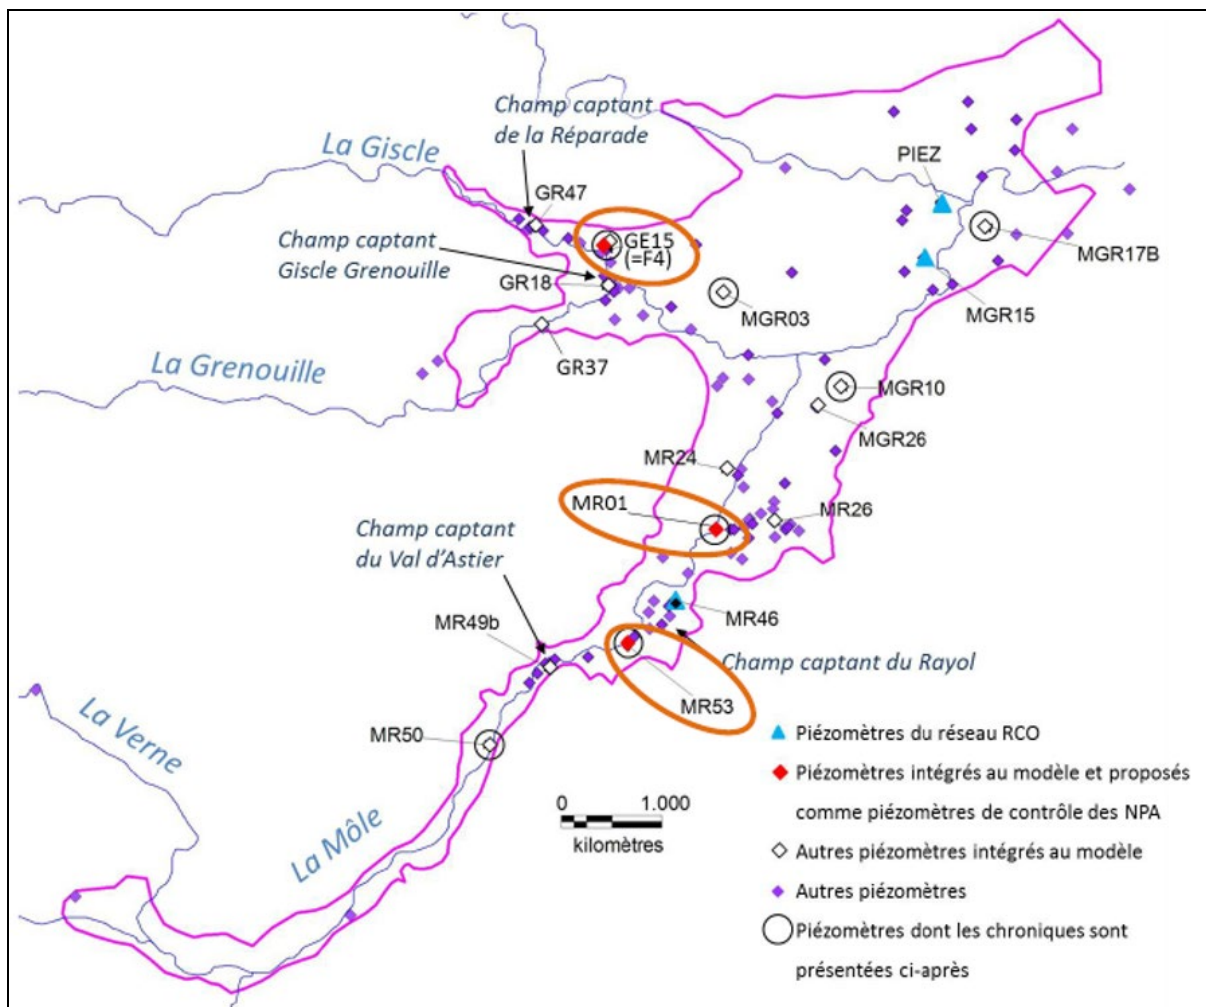 Champ captant
de la Réparade
La Giscle
PIEZ
GR47
Champ captant
Giscle Grenouille
GE15
(=F4)
MGR17B
GR18
MGR03
MGR15
La Grenouille
GR37
MGR10
MGR26
MR24
MR01
MR26
Champ captant
du Val d'Astier
MR49b
MR46
Champ captant du Rayol
MR53
La Verne
MR50
La Môle
0 1.000
kilomètres
Piézomètres du réseau RCO
Piézomètres intégrés au modèle et proposés
comme piézomètres de contrôle des NPA
Autres piézomètres intégrés au modèle
Autres piézomètres
Piézomètres dont les chroniques sont
présentées ci-après